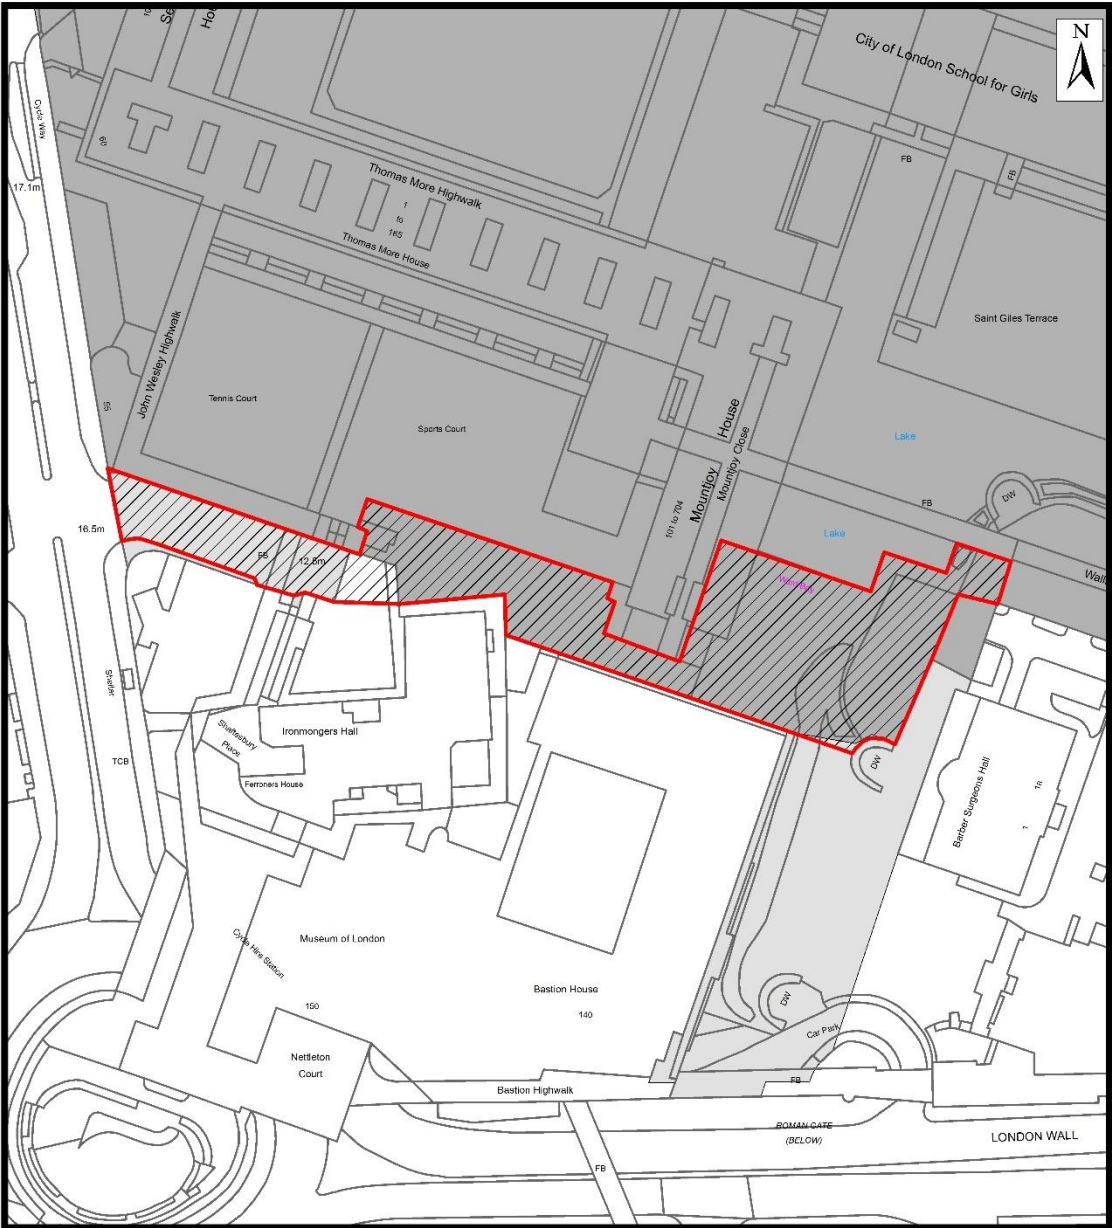 N
City of London School for Girls
Cycle Way
60
FB
FB
17.1m
Thomas More Highwalk
1
to
165
Thomas More House
Saint Giles Terrace
John Wesley Highwalk
55
Tennis Court
Sports Court
House
Mountjoy
Mountjoy Close
101 to 704
Lake
DW
FB
Lake
16.5m
FB
12.5m
Shelter
TCB
Shaftesbury
Place
Ironmongers Hall
Ferroners House
DW
Barber Surgeons Hall
1a
1
Cycle Hire Station
Museum of London
150
Bastion House
140
DW
Car Park
Nettleton
Court
Bastion Highwalk
FB
ROMAN GATE
(BELOW)
LONDON WALL
FB